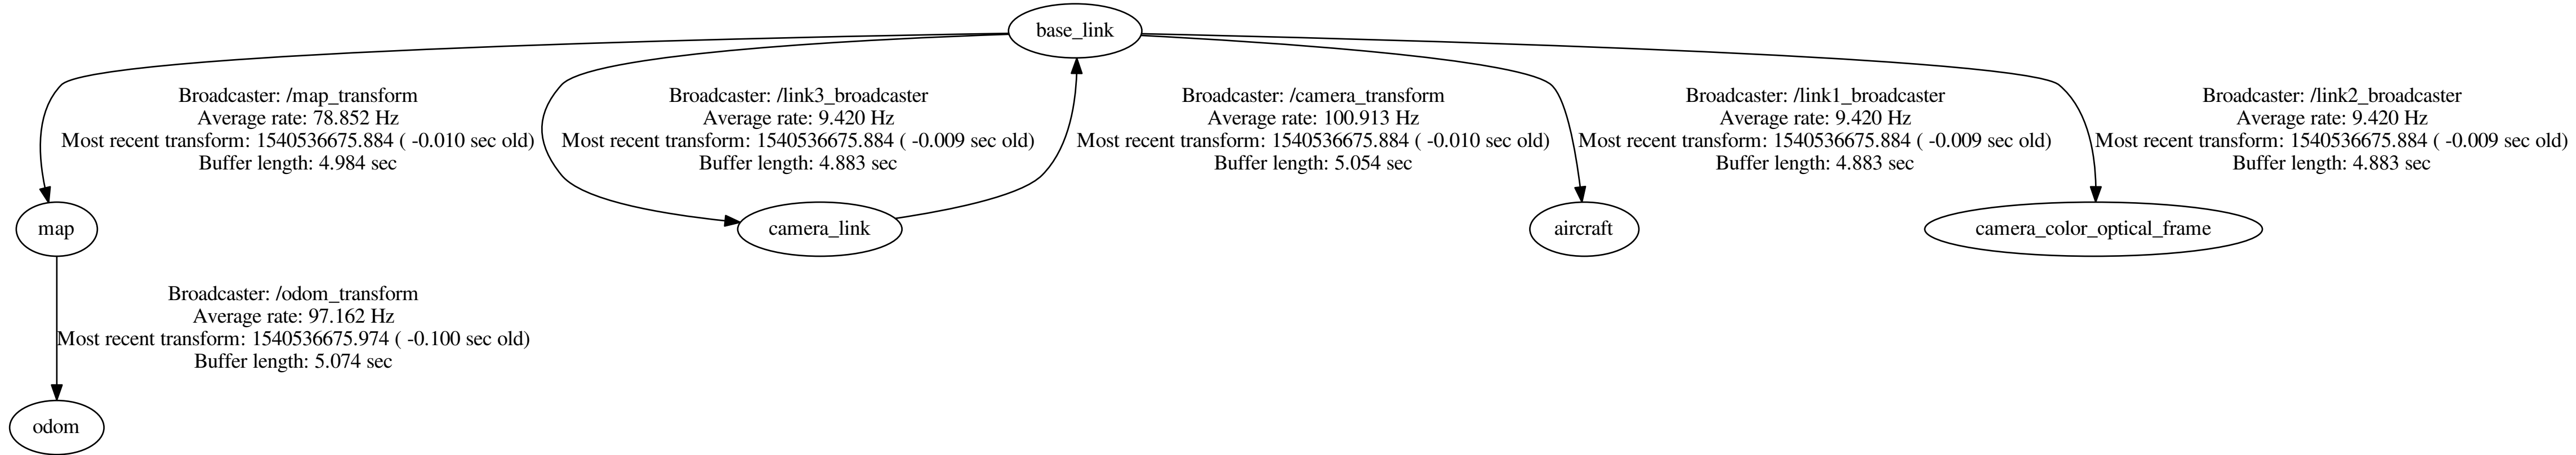 base_link
Broadcaster: /map_transform
Average rate: 78.852 Hz
Most recent transform: 1540536675.884 ( -0.010 sec old)
Buffer length: 4.984 sec
Broadcaster: /link3_broadcaster
Average rate: 9.420 Hz
Most recent transform: 1540536675.884 ( -0.009 sec old)
Buffer length: 4.883 sec
Broadcaster: /camera_transform
Average rate: 100.913 Hz
Most recent transform: 1540536675.884 ( -0.010 sec old)
Buffer length: 5.054 sec
Broadcaster: /link1_broadcaster
Average rate: 9.420 Hz
Most recent transform: 1540536675.884 ( -0.009 sec old)
Buffer length: 4.883 sec
Broadcaster: /link2_broadcaster
Average rate: 9.420 Hz
Most recent transform: 1540536675.884 ( -0.009 sec old)
Buffer length: 4.883 sec
map
camera_link
aircraft
camera_color_optical_frame
Broadcaster: /odom_transform
Average rate: 97.162 Hz
Most recent transform: 1540536675.974 ( -0.100 sec old)
Buffer length: 5.074 sec
odom